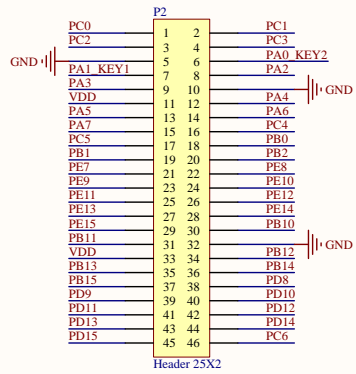 P2
PC0 1 2 PC1
PC2 3 4 PC3
GND 5 6 PA0_KEY2
PA1_KEY1 7 8 PA2
PA3 9 10 GND
VDD 11 12 PA4
PA5 13 14 PA6
PA7 15 16 PC4
PC5 17 18 PB0
PB1 19 20 PB2
PE7 21 22 PE8
PE9 23 24 PE10
PE11 25 26 PE12
PE13 27 28 PE14
PE15 29 30 PB10
PB11 31 32 GND
VDD 33 34 PB12
PB13 35 36 PB14
PB15 37 38 PD8
PD9 39 40 PD10
PD11 41 42 PD12
PD13 43 44 PD14
PD15 45 46 PC6
Header 25X2